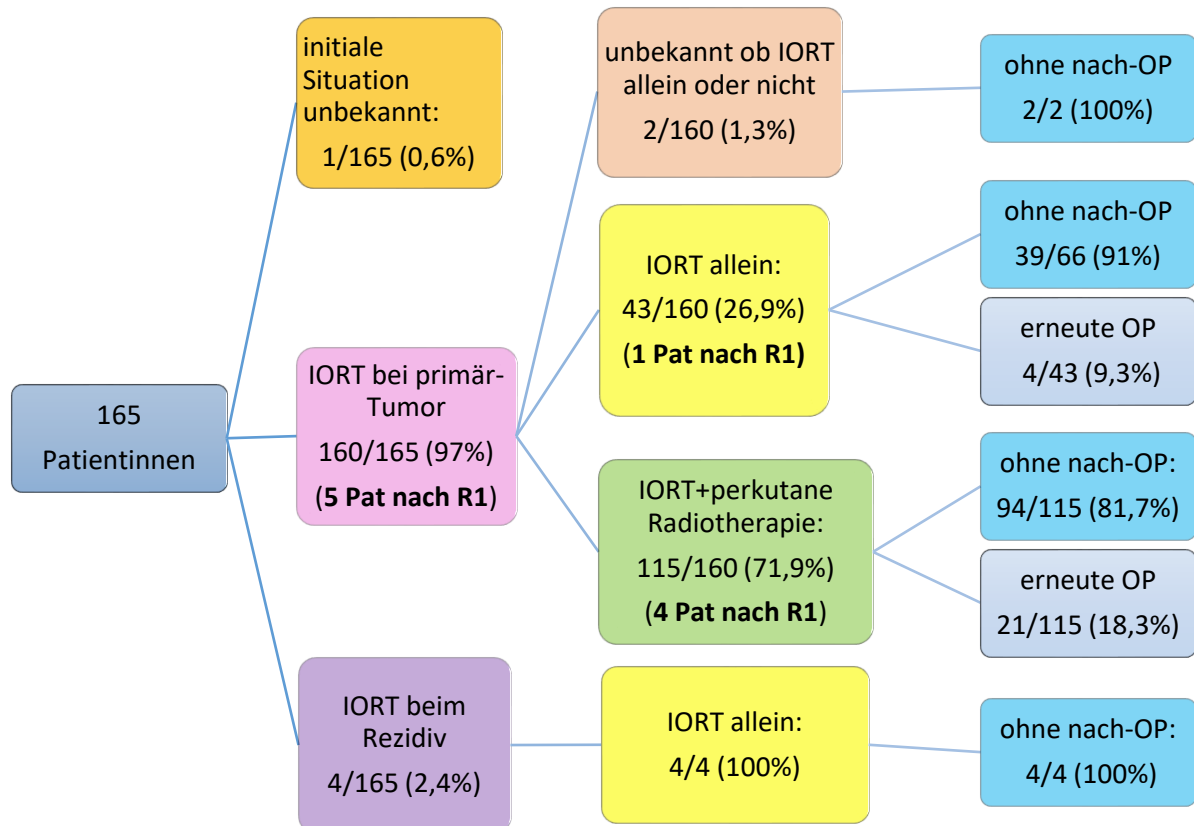 165
Patientinnen
initiale
Situation
unbekannt:
1/165 (0,6%)
IORT bei primär-
Tumor
160/165 (97%)
(5 Pat nach R1)
IORT beim
Rezidiv
4/165 (2,4%)
unbekannt ob IORT
allein oder nicht
2/160 (1,3%)
IORT allein:
43/160 (26,9%)
(1 Pat nach R1)
IORT+perkutane
Radiotherapie:
115/160 (71,9%)
(4 Pat nach R1)
IORT allein:
4/4 (100%)
ohne nach-OP
2/2 (100%)
ohne nach-OP
39/66 (91%)
erneute OP
4/43 (9,3%)
ohne nach-OP:
94/115 (81,7%)
erneute OP
21/115 (18,3%)
ohne nach-OP:
4/4 (100%)